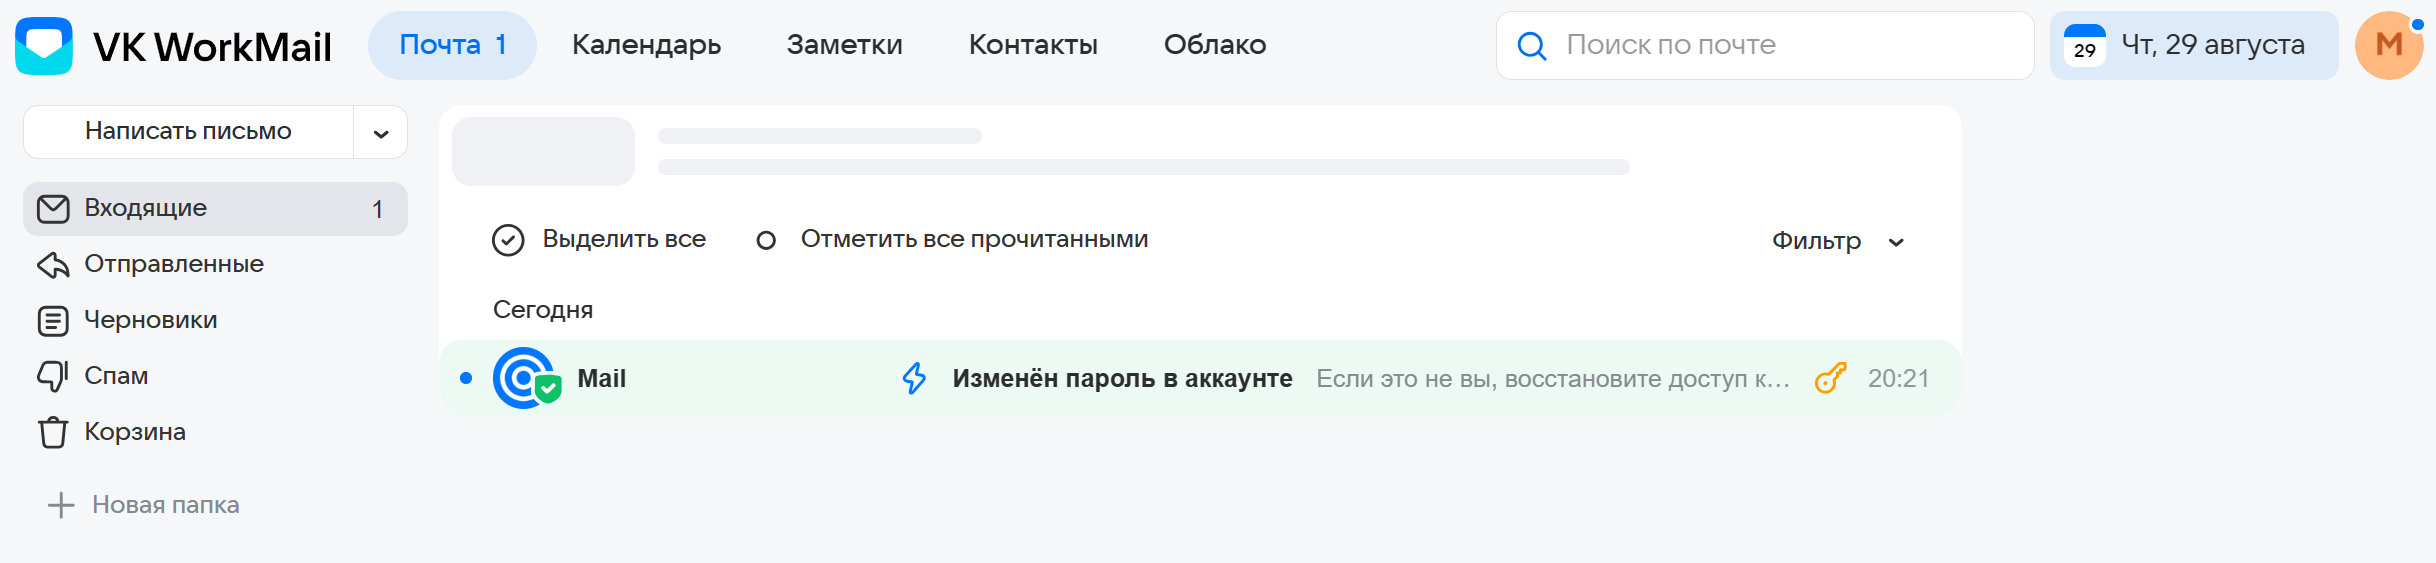 VK WorkMail
Почта 1
Календарь
Заметки
Контакты
Облако
Поиск по почте
29
Чт, 29 августа
М
Написать письмо
Входящие 1
Отправленные
Черновики
Спам
Корзина
Новая папка
Выделить все
Отметить все прочитанными
Фильтр
Сегодня
Mail Изменён пароль в аккаунте Если это не вы, восстановите доступ к... 20:21